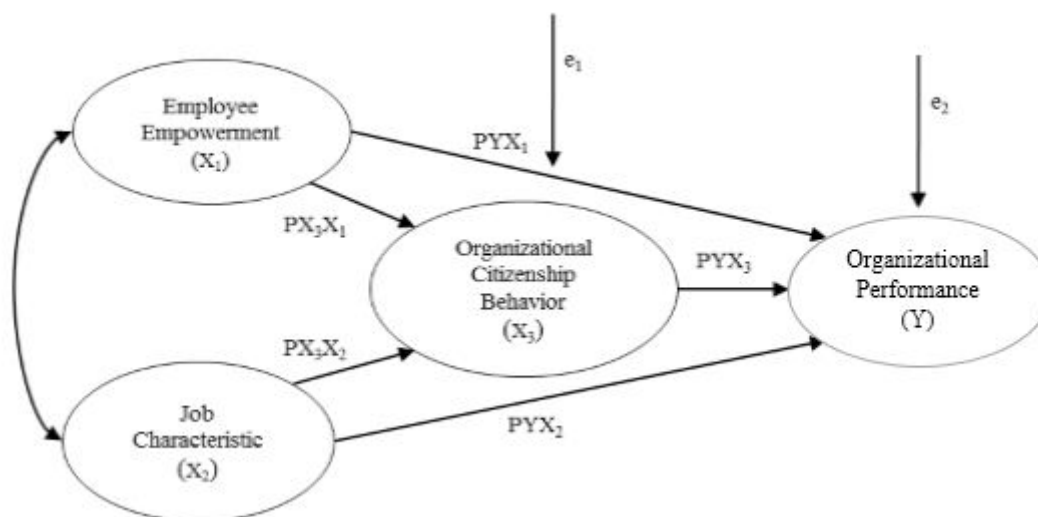 e₁
e₂
Employee
Empowerment
(X₁)
PYX₁
PX₃X₁
Organizational
Citizenship
Behavior
(X₃)
PYX₃
Organizational
Performance
(Y)
PX₃X₂
Job
Characteristic
(X₂)
PYX₂